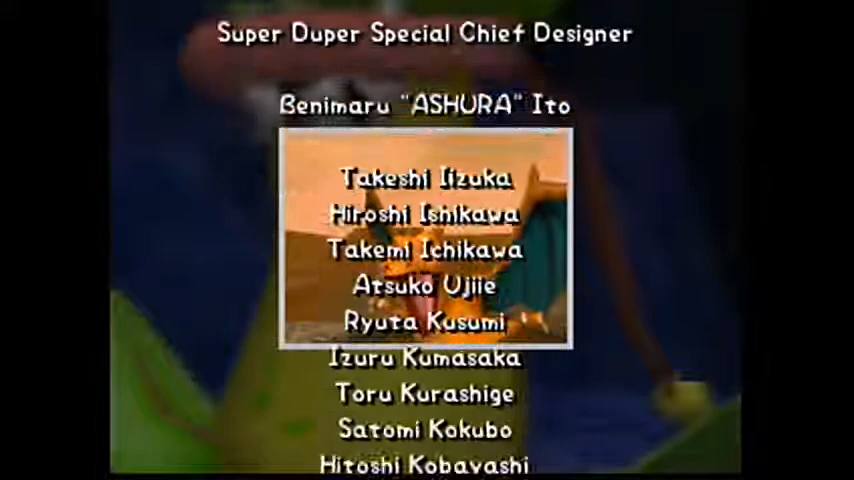 Super Duper Special Chief Designer
Benimaru "ASHURA" Ito
Takeshi Iizuka
Hiroshi Ishikawa
Takemi Ichikawa
Atsuko Ujiie
Ryuta Kusumi
Izuru Kumasaka
Toru Kurashige
Satomi Kokubo
Hitoshi Kobayashi